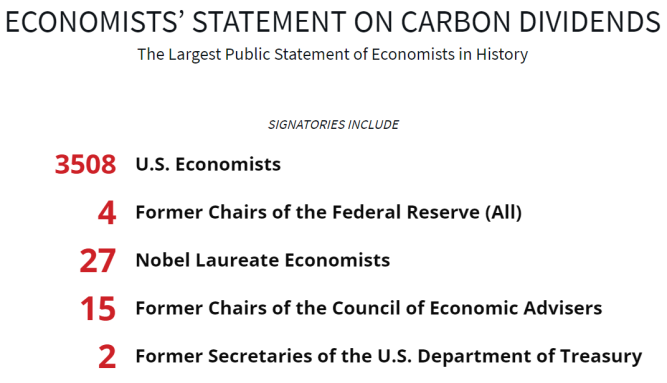 ECONOMISTS’ STATEMENT ON CARBON DIVIDENDS
The Largest Public Statement of Economists in History
SIGNATORIES INCLUDE
3508 U.S. Economists
4 Former Chairs of the Federal Reserve (All)
27 Nobel Laureate Economists
15 Former Chairs of the Council of Economic Advisers
2 Former Secretaries of the U.S. Department of Treasury